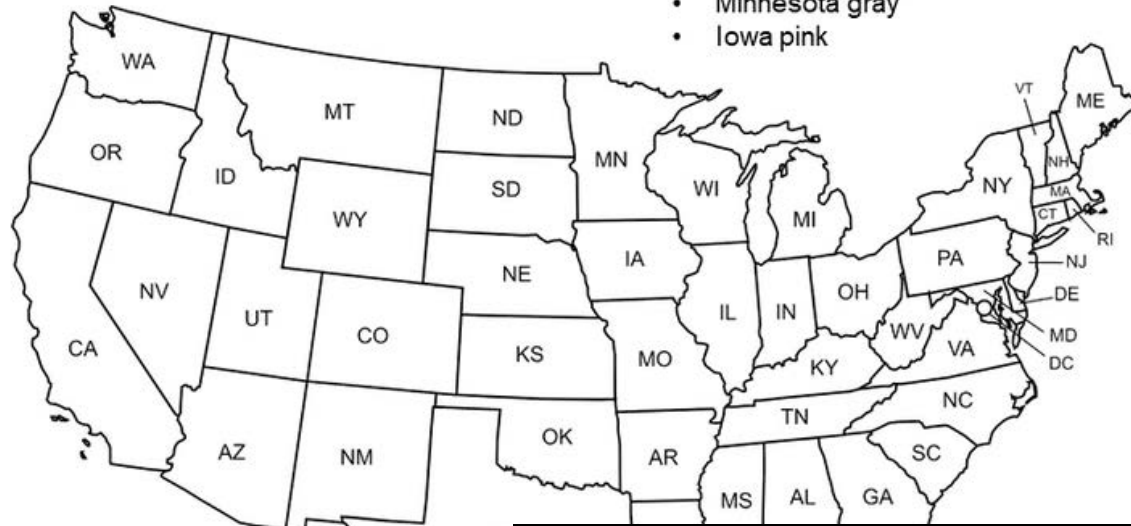 • Minnesota gray
• Iowa pink
WA
MT
ND
MN
VT
ME
OR
ID
SD
WI
NH
WY
MI
NY
MA
CT
RI
IA
NE
PA
NJ
NV
UT
CO
IL
IN
OH
DE
CA
KS
MO
WV
VA
MD
KY
DC
NC
TN
AZ
NM
OK
AR
SC
MS
AL
GA